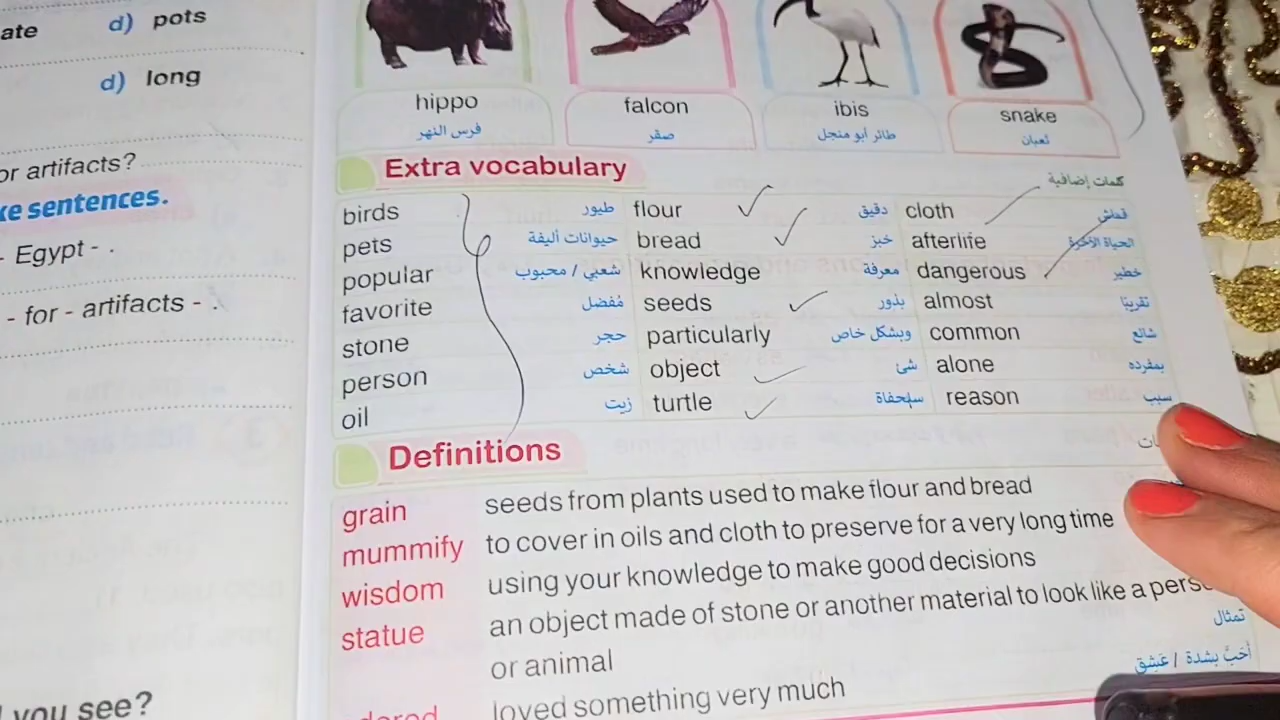 ate d) pots
d) long
or artifacts?
ke sentences.
- Egypt - .
- for - artifacts - .
you see?
hippo falcon ibis snake
فرس النهر صقر طائر أبو منجل ثعبان
Extra vocabulary كلمات إضافية
birds طيور flour دقيق cloth قماش
pets حيوانات أليفة bread خبز afterlife الحياة الآخرة
popular شعبي / محبوب knowledge معرفة dangerous خطير
favorite مُفضل seeds بذور almost تقريبًا
stone حجر particularly وبشكل خاص common شائع
person شخص object شئ alone بمفرده
oil زيت turtle سلحفاة reason سبب
Definitions
grain seeds from plants used to make flour and bread
mummify to cover in oils and cloth to preserve for a very long time
wisdom using your knowledge to make good decisions
statue an object made of stone or another material to look like a pers
or animal تمثال
loved something very much أحَبَّ بشدة / عَشِقَ